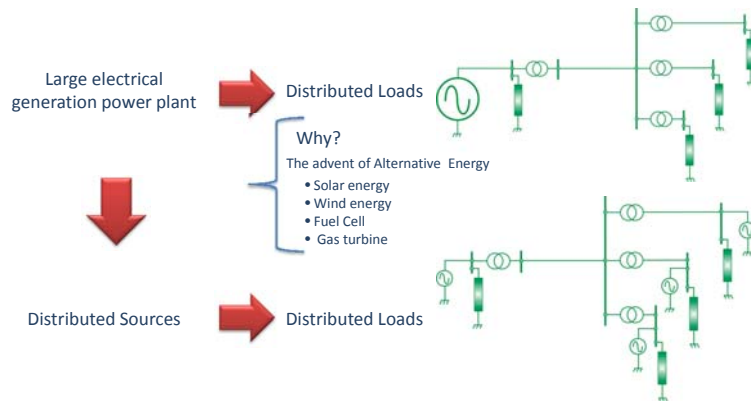 Large electrical
generation power plant
Distributed Loads
Why?
The advent of Alternative Energy
• Solar energy
• Wind energy
• Fuel Cell
• Gas turbine
Distributed Sources
Distributed Loads